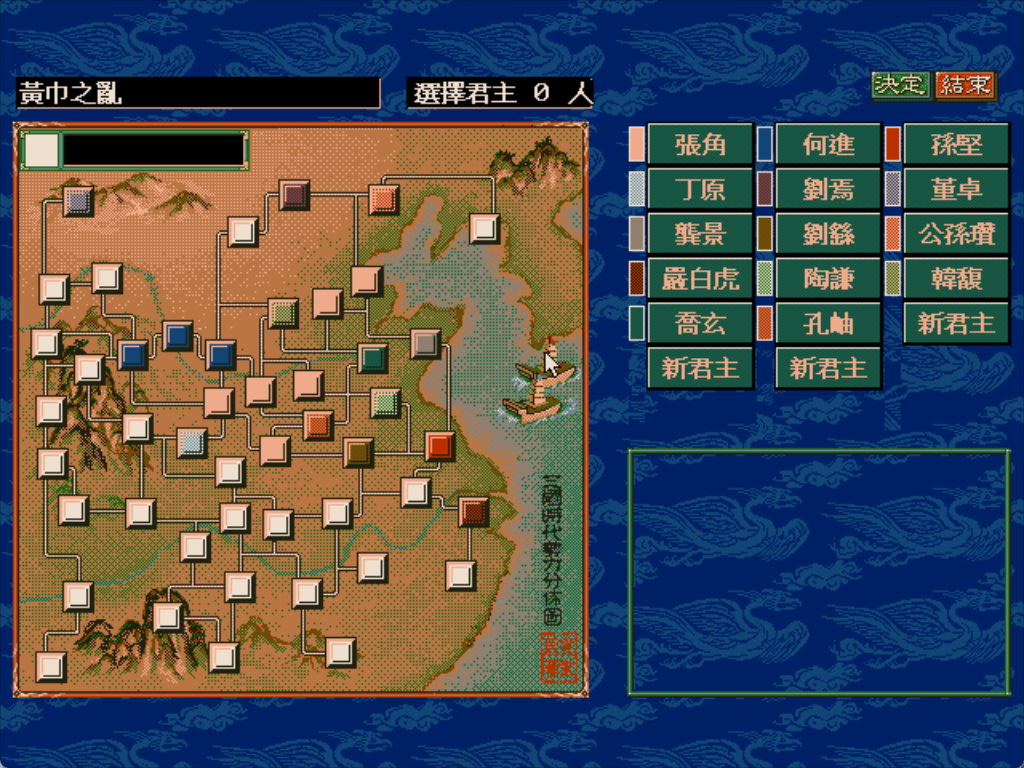 黃巾之亂
選擇君主 0 人
決定 結束
張角 何進 孫堅
丁原 劉焉 董卓
龔景 劉繇 公孫瓚
嚴白虎 陶謙 韓馥
喬玄 孔伷 新君主
新君主 新君主
三國時代勢力分佈圖